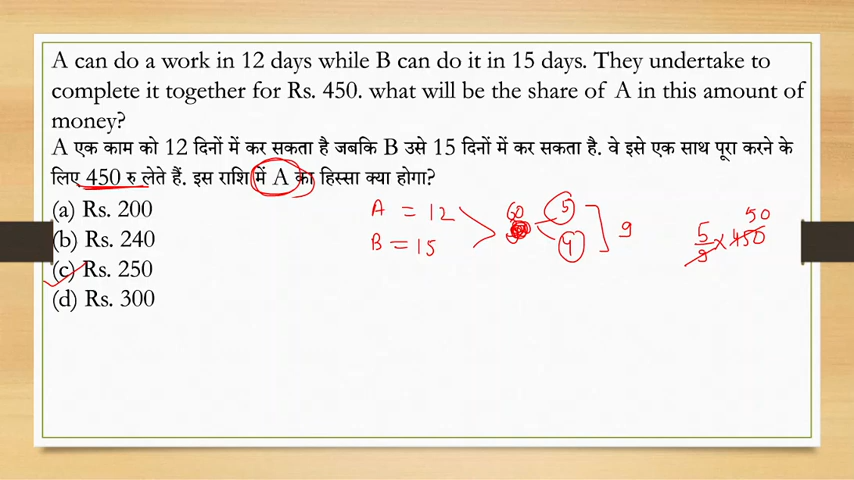 A can do a work in 12 days while B can do it in 15 days. They undertake to
complete it together for Rs. 450. what will be the share of A in this amount of
money?
A एक काम को 12 दिनों में कर सकता है जबकि B उसे 15 दिनों में कर सकता है. वे इसे एक साथ पूरा करने के
लिए 450 रु लेते हैं. इस राशि में A का हिस्सा क्या होगा?
(a) Rs. 200
(b) Rs. 240
(c) Rs. 250
(d) Rs. 300
A = 12
B = 15
60
5
4
9
5/9 × 450
50